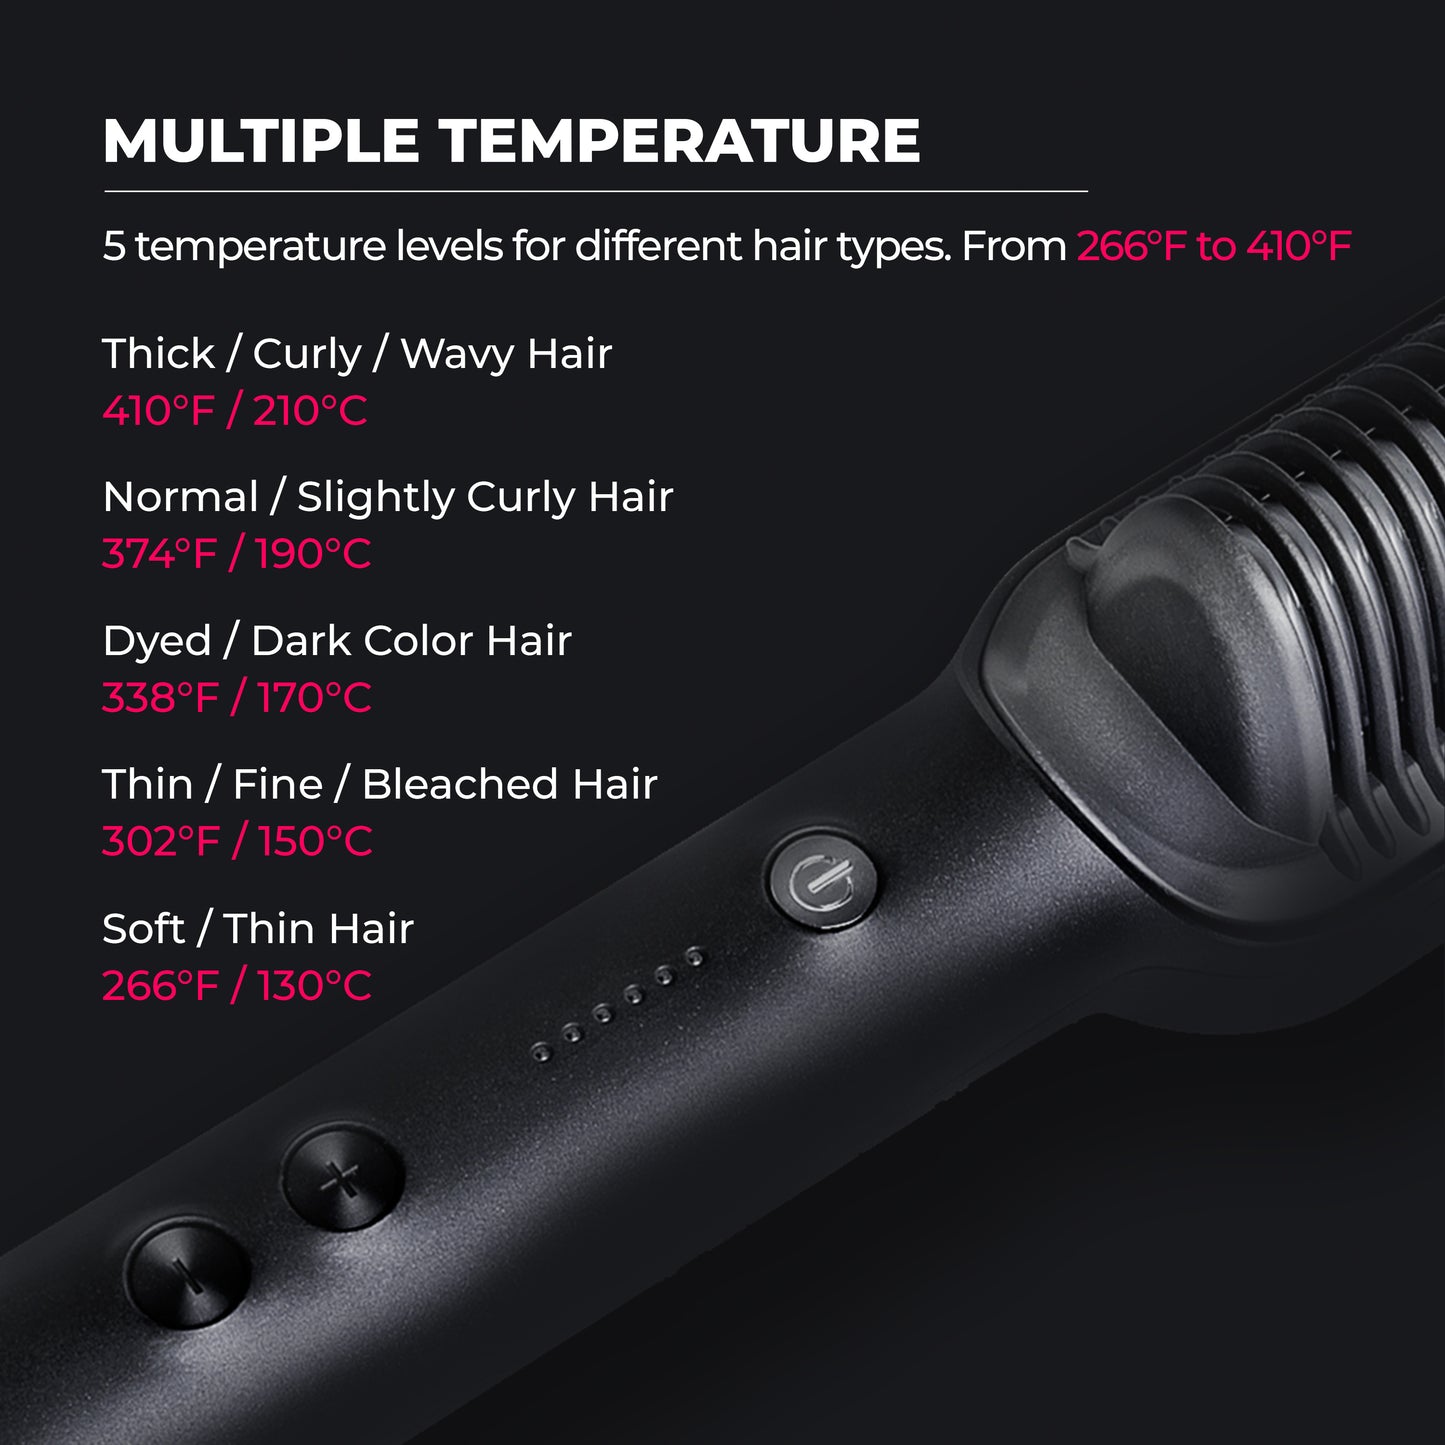 MULTIPLE TEMPERATURE
5 temperature levels for different hair types. From 266°F to 410°F
Thick / Curly / Wavy Hair
410°F / 210°C
Normal / Slightly Curly Hair
374°F / 190°C
Dyed / Dark Color Hair
338°F / 170°C
Thin / Fine / Bleached Hair
302°F / 150°C
Soft / Thin Hair
266°F / 130°C